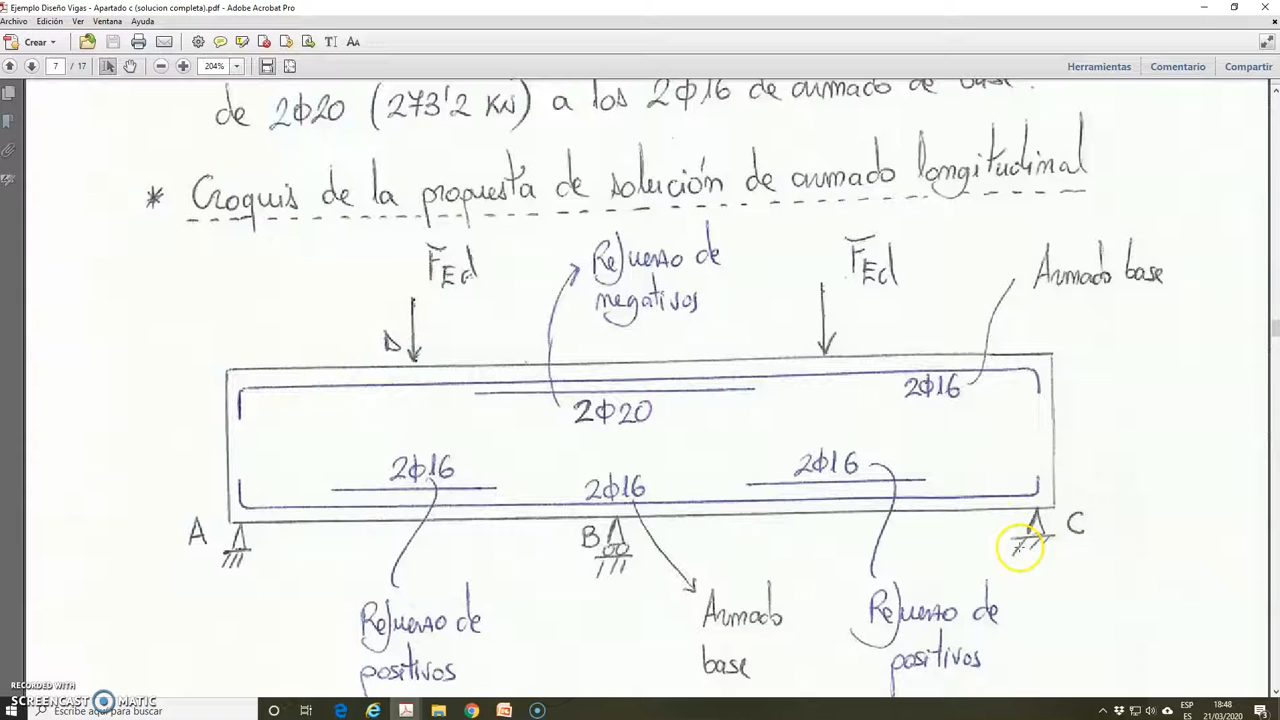 Ejemplo Diseño Vigas - Apartado c (solucion completa).pdf - Adobe Acrobat Pro
Archivo Edición Ver Ventana Ayuda
Crear
7 / 17 204% Herramientas Comentario Compartir
de 2Φ20 (273'2 KN) a los 2Φ16 de armado de base.
* Croquis de la propuesta de solución de armado longitudinal
FEd
Refuerzo de
negativos
FEd
Armado base
D
2Φ20
2Φ16
2Φ16
2Φ16
2Φ16
A
B
C
Refuerzo de
positivos
Armado
base
Refuerzo de
positivos
RECORDED WITH
SCREENCAST MATIC
Escribe aquí para buscar
ESP
ES
18:48
21/03/2020